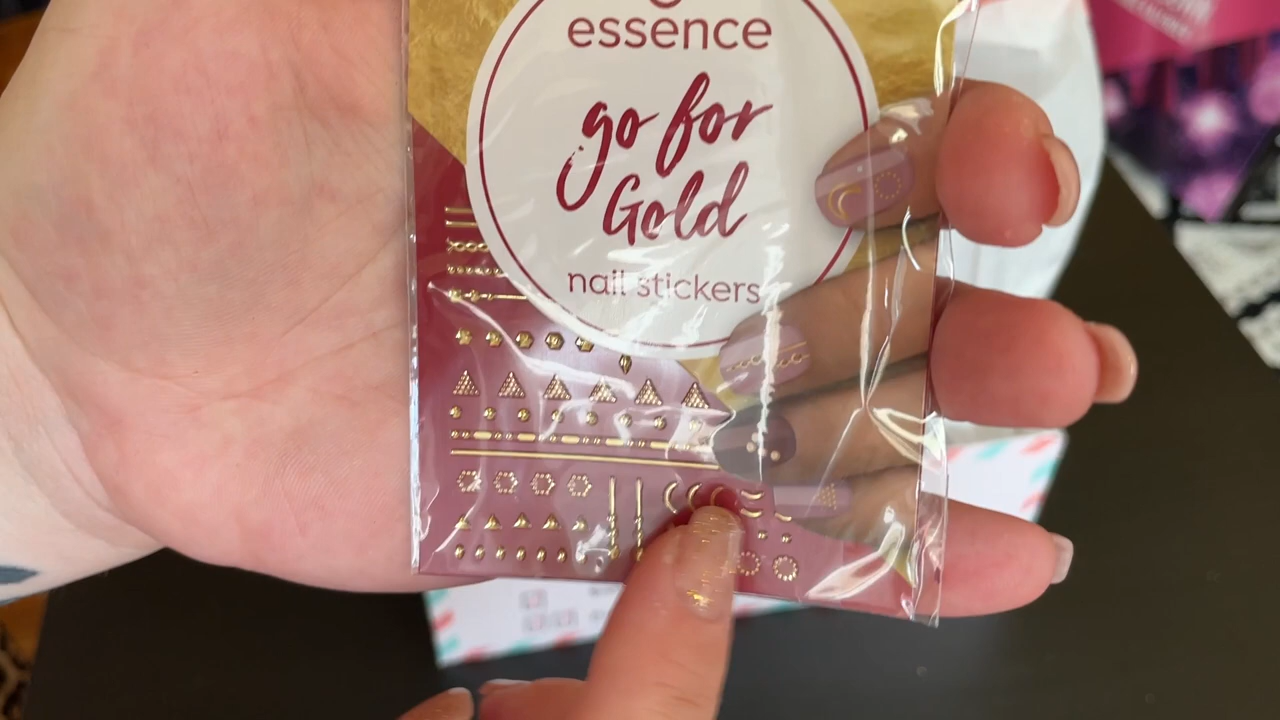 essence
go for
Gold
nail stickers